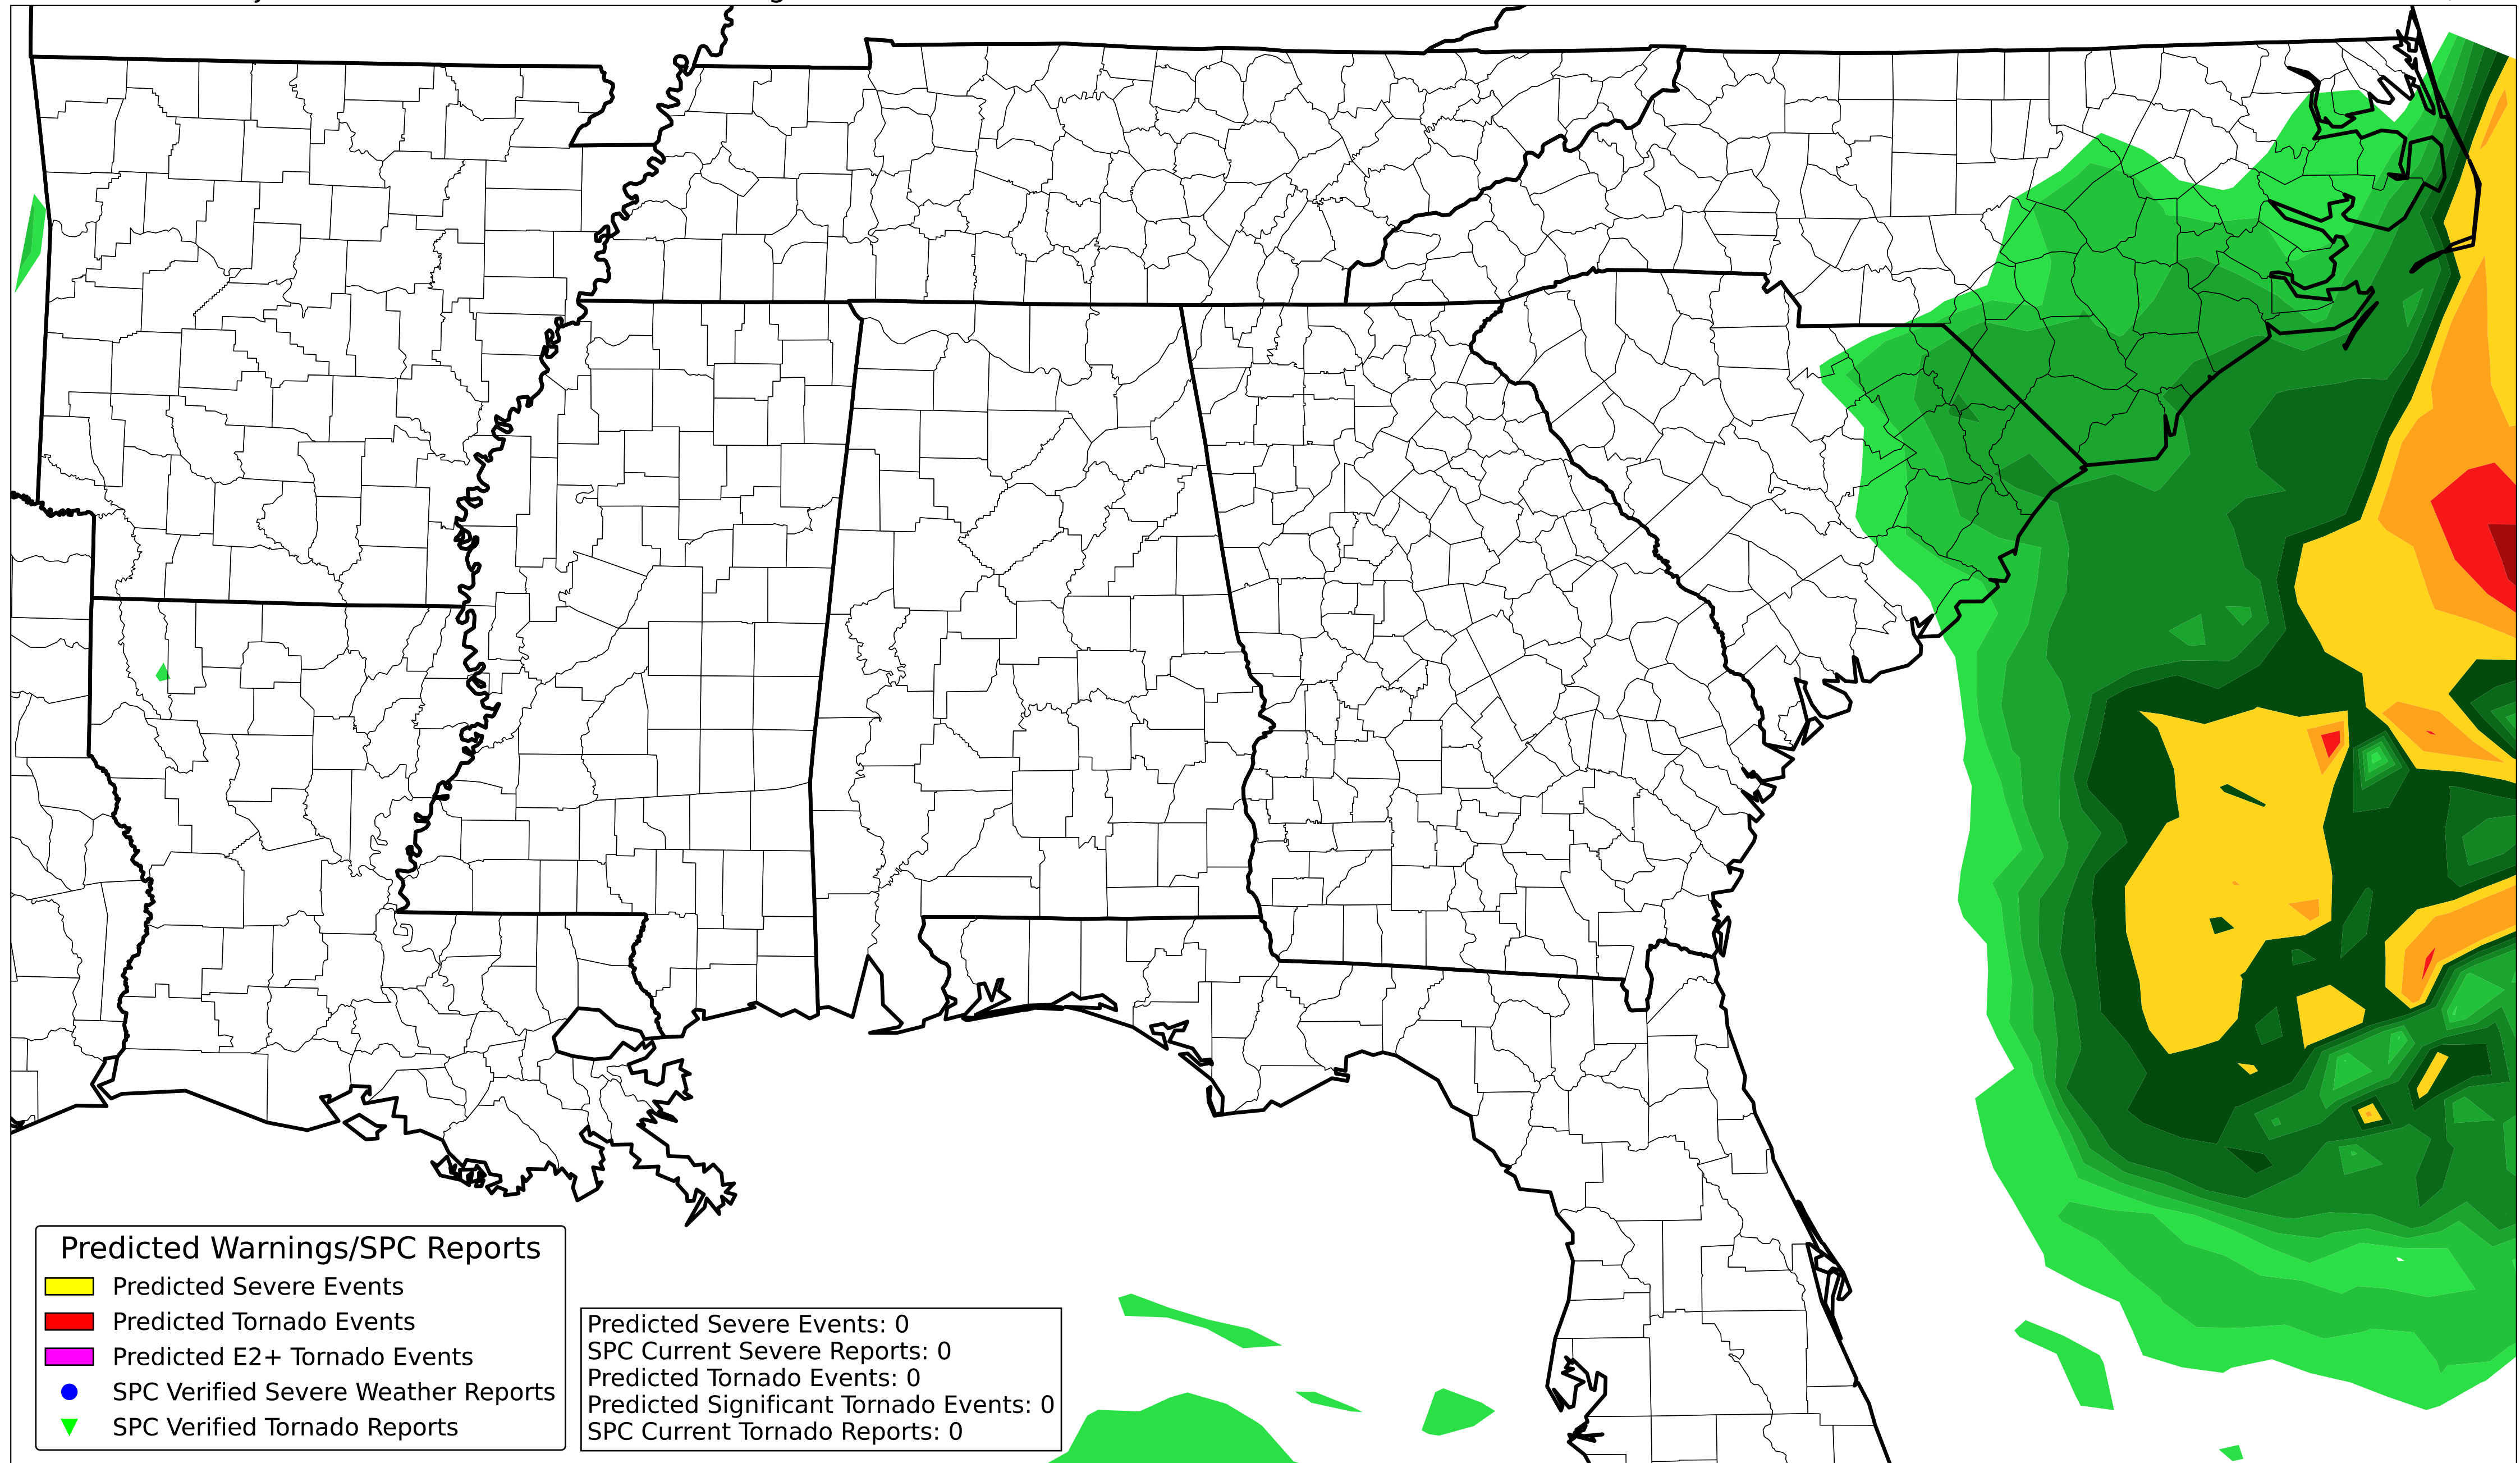 Predicted Warnings/SPC Reports
Predicted Severe Events
Predicted Tornado Events
Predicted E2+ Tornado Events
SPC Verified Severe Weather Reports
SPC Verified Tornado Reports
Predicted Severe Events: 0
SPC Current Severe Reports: 0
Predicted Tornado Events: 0
Predicted Significant Tornado Events: 0
SPC Current Tornado Reports: 0